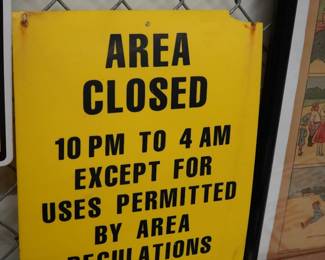 AREA
CLOSED
10 PM TO 4 AM
EXCEPT FOR
USES PERMITTED
BY AREA
REGULATIONS